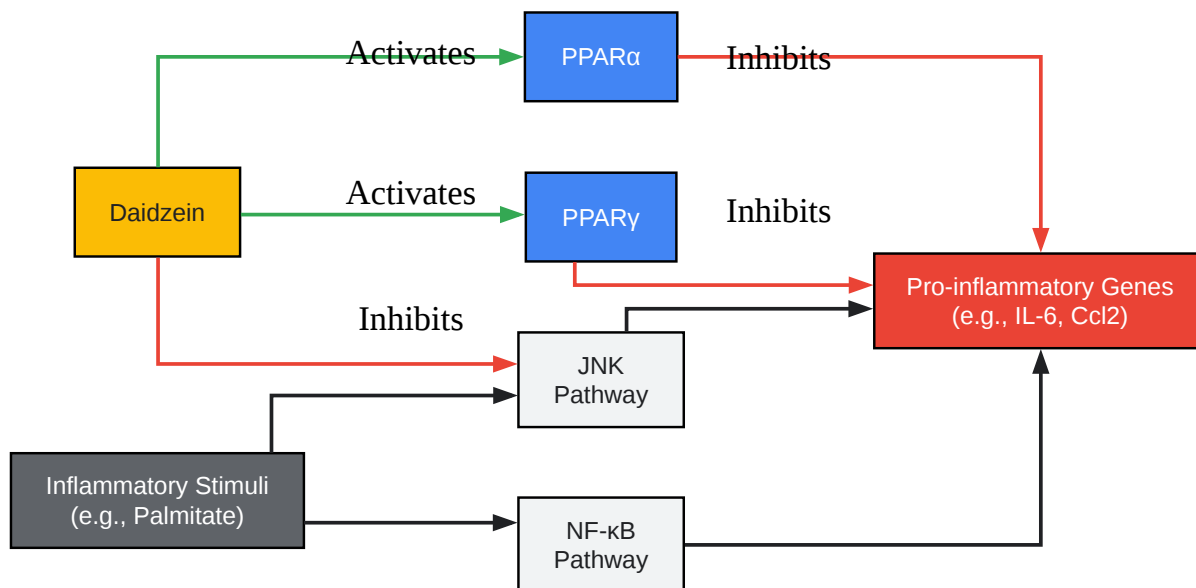 Activates
PPARα
Inhibits
Daidzein
Activates
PPARγ
Inhibits
Pro-inflammatory Genes
(e.g., IL-6, Ccl2)
Inhibits
JNK
Pathway
Inflammatory Stimuli
(e.g., Palmitate)
NF-κB
Pathway